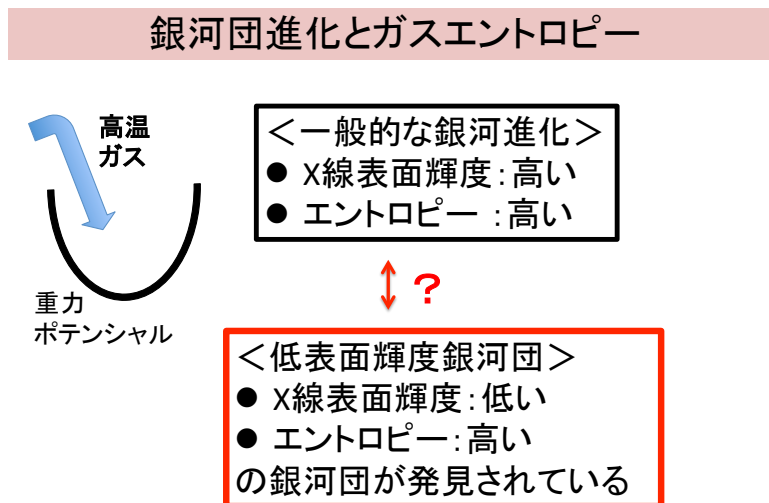 銀河団進化とガスエントロピー
高温
ガス
重力
ポテンシャル
＜一般的な銀河進化＞
● X線表面輝度：高い
● エントロピー ：高い
？
＜低表面輝度銀河団＞
● X線表面輝度：低い
● エントロピー：高い
の銀河団が発見されている